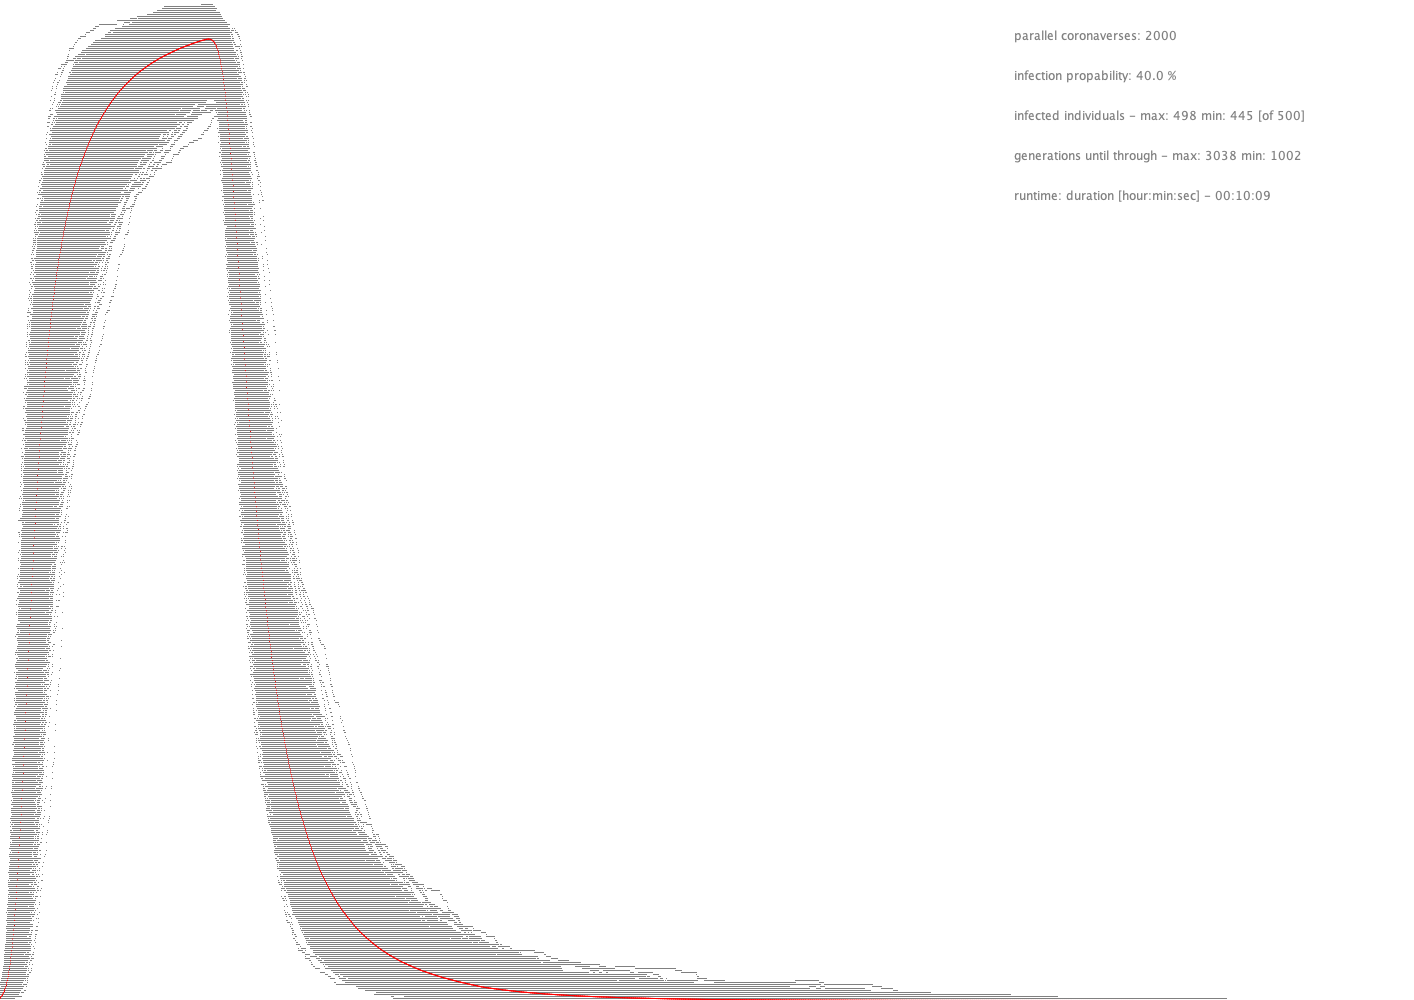 parallel coronaverses: 2000
infection propability: 40.0 %
infected individuals - max: 498 min: 445 [of 500]
generations until through - max: 3038 min: 1002
runtime: duration [hour:min:sec] - 00:10:09